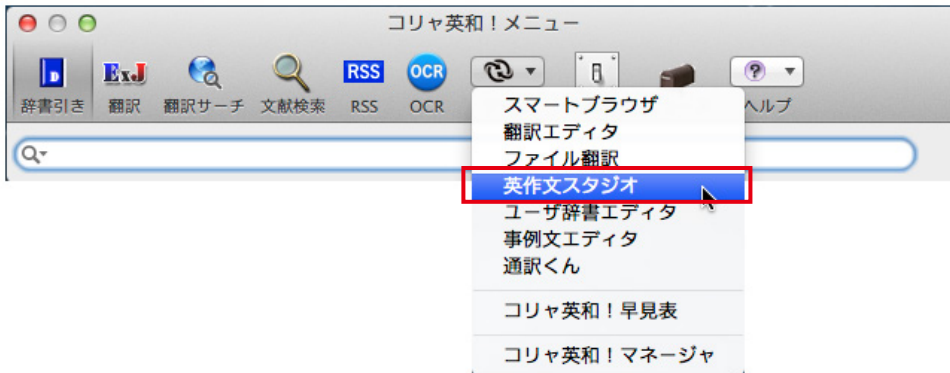 コリャ英和！メニュー
D ExJ RSS OCR ?
辞書引き 翻訳 翻訳サーチ 文献検索 RSS OCR ヘルプ
スマートブラウザ
翻訳エディタ
ファイル翻訳
英作文スタジオ
ユーザ辞書エディタ
事例文エディタ
通訳くん
コリャ英和！早見表
コリャ英和！マネージャ